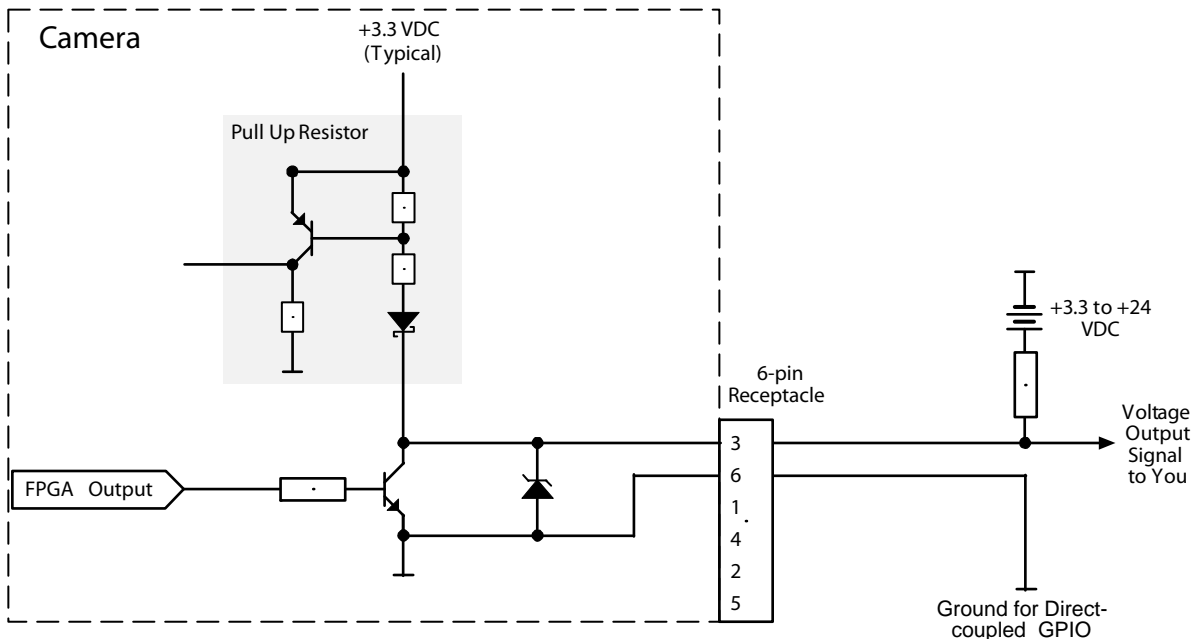 Camera
+3.3 VDC
(Typical)
Pull Up Resistor
+3.3 to +24
VDC
6-pin
Receptacle
Voltage
Output
Signal
to You
FPGA Output
3
6
1
4
2
5
Ground for Direct-
coupled GPIO